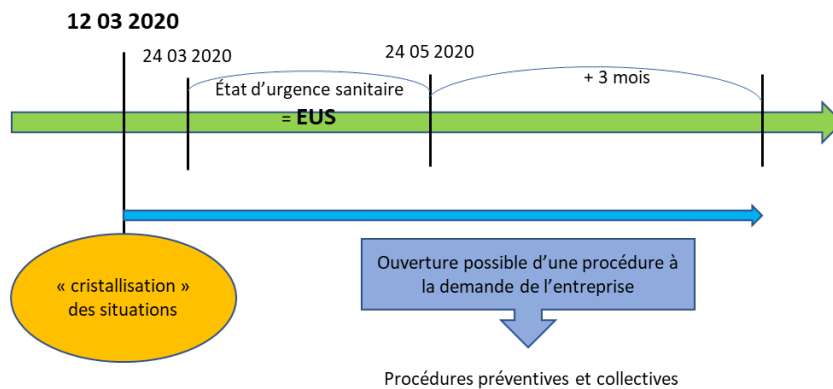 12 03 2020
24 03 2020
24 05 2020
État d’urgence sanitaire
= EUS
+ 3 mois
« cristallisation »
des situations
Ouverture possible d’une procédure à
la demande de l’entreprise
Procédures préventives et collectives